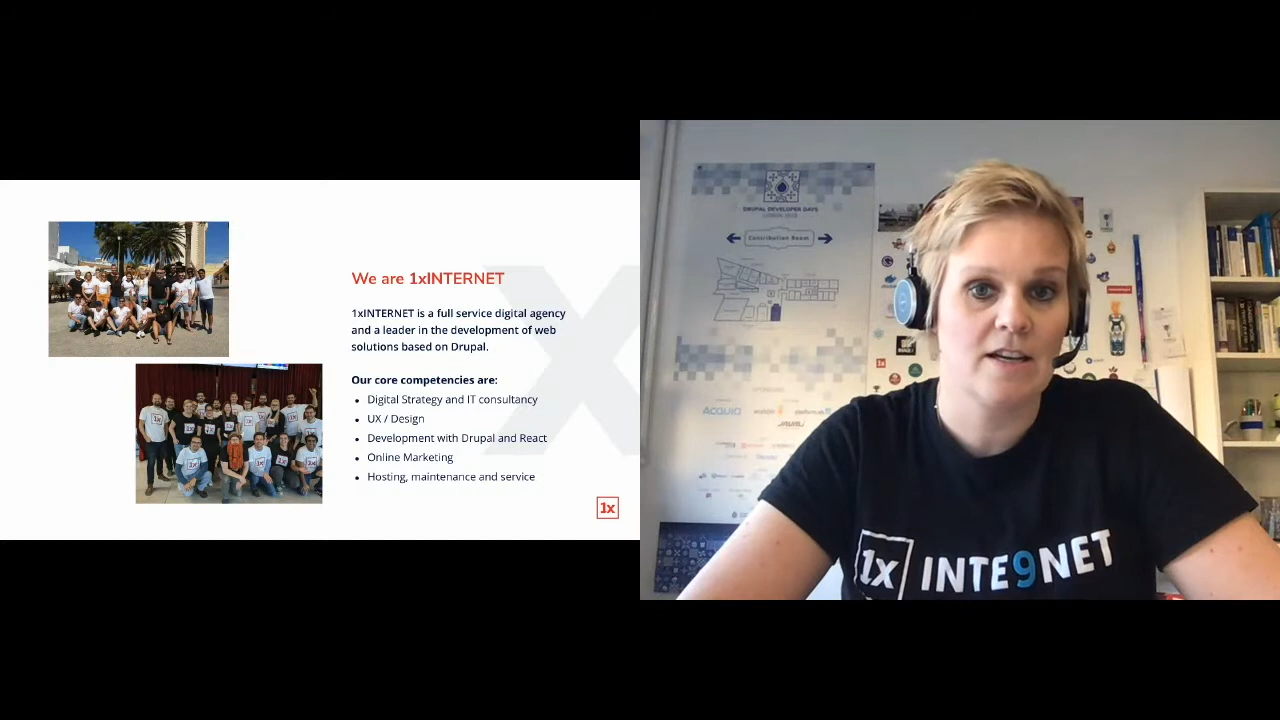 We are 1xINTERNET
1xINTERNET is a full service digital agency
and a leader in the development of web
solutions based on Drupal.
Our core competencies are:
Digital Strategy and IT consultancy
UX / Design
Development with Drupal and React
Online Marketing
Hosting, maintenance and service
1x
DRUPAL DEVELOPER DAYS
Contribution Room
ACQUIA
1x INTE9NET